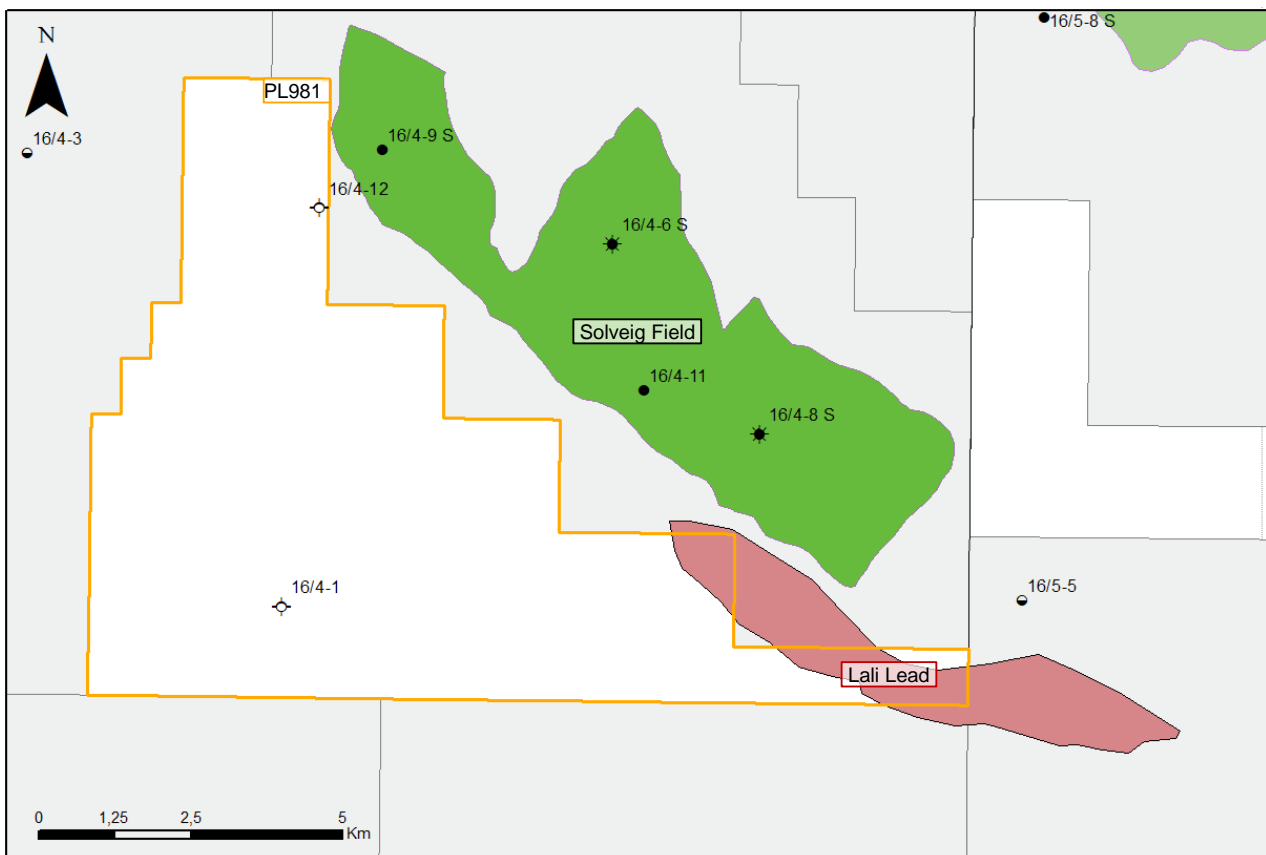 16/5-8 S
N
PL981
16/4-3
16/4-9 S
16/4-12
16/4-6 S
Solveig Field
16/4-11
16/4-8 S
16/4-1
16/5-5
Lali Lead
0 1,25 2,5 5
Km